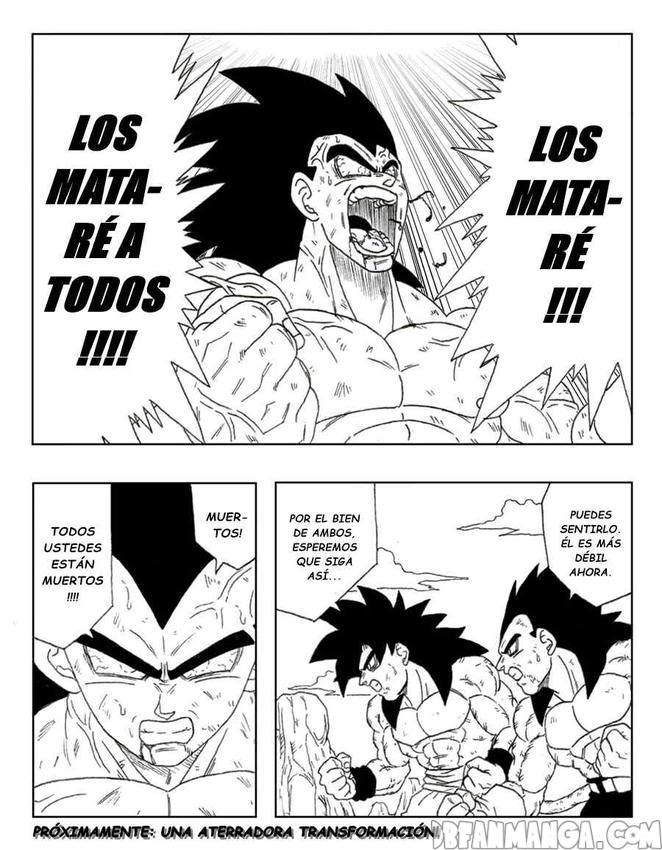 LOS
MATA-
RÉ
!!!
LOS
MATA-
RÉ A
TODOS
!!!!
PUEDES
SENTIRLO.
ÉL ES MÁS
DÉBIL
AHORA.
POR EL BIEN
DE AMBOS,
ESPEREMOS
QUE SIGA
ASÍ...
MUER-
TOS!
TODOS
USTEDES
ESTÁN
MUERTOS
!!!!
PRÓXIMAMENTE: UNA ATERRADORA TRANSFORMACIÓN!
DBFANMANGA.COM